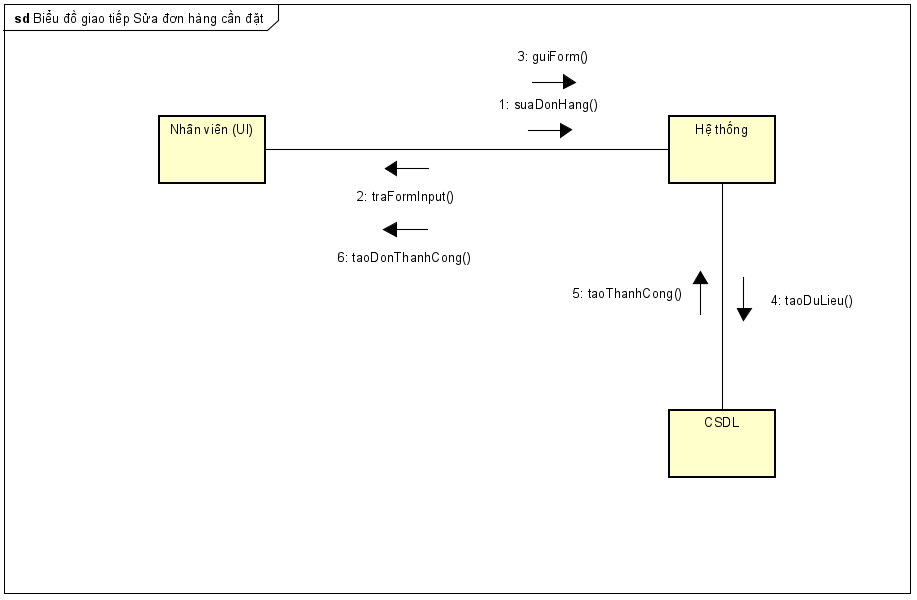 sd Biểu đồ giao tiếp Sửa đơn hàng cần đặt
3: guiForm()
1: suaDonHang()
Nhân viên (UI)
Hệ thống
2: traFormInput()
6: taoDonThanhCong()
5: taoThanhCong()
4: taoDuLieu()
CSDL